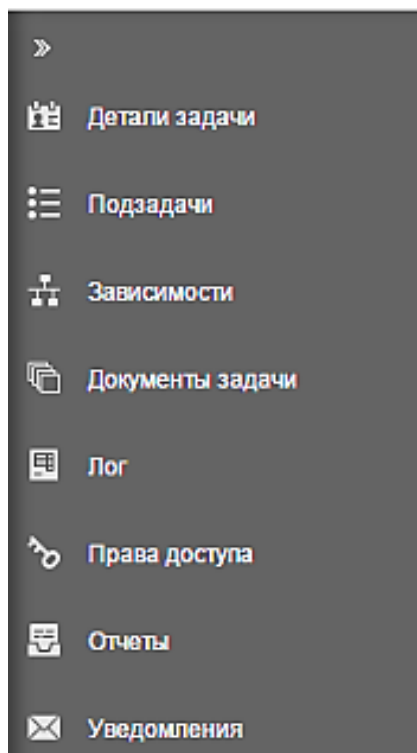 Детали задачи
Подзадачи
Зависимости
Документы задачи
Лог
Права доступа
Отчеты
Уведомления